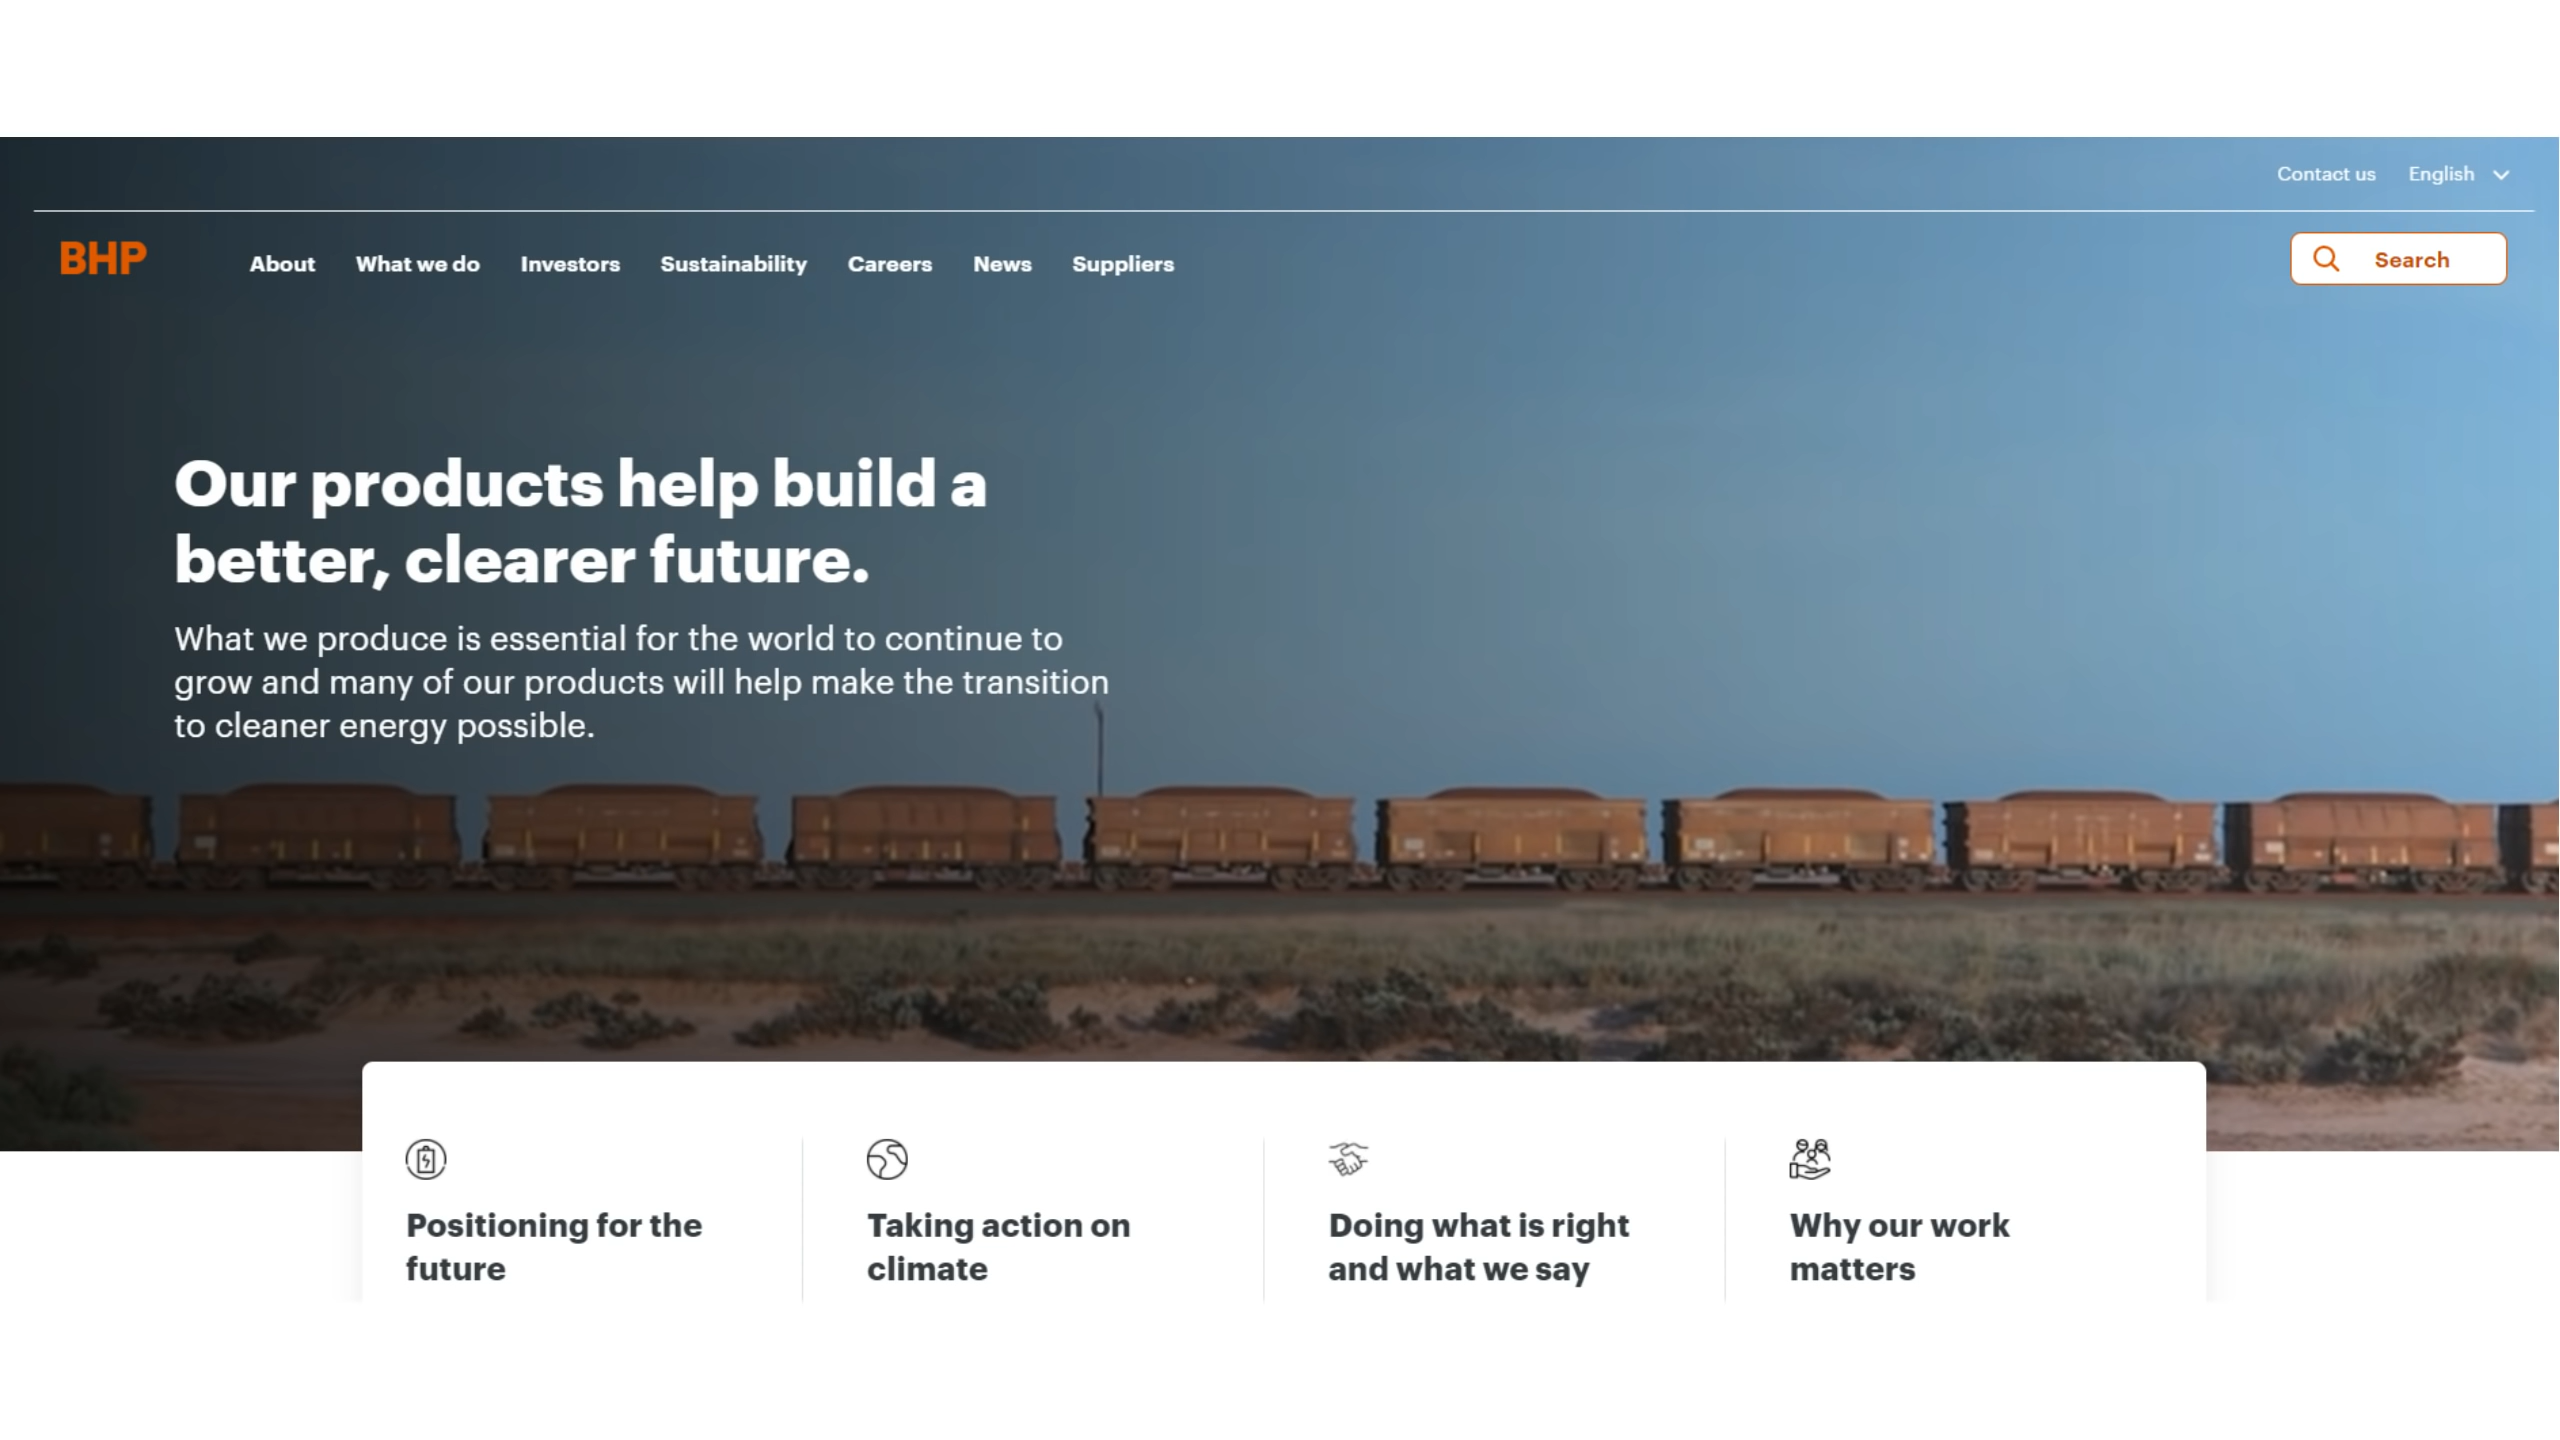 Contact us English
BHP About What we do Investors Sustainability Careers News Suppliers Search
Our products help build a
better, clearer future.
What we produce is essential for the world to continue to
grow and many of our products will help make the transition
to cleaner energy possible.
Positioning for the
future
Taking action on
climate
Doing what is right
and what we say
Why our work
matters